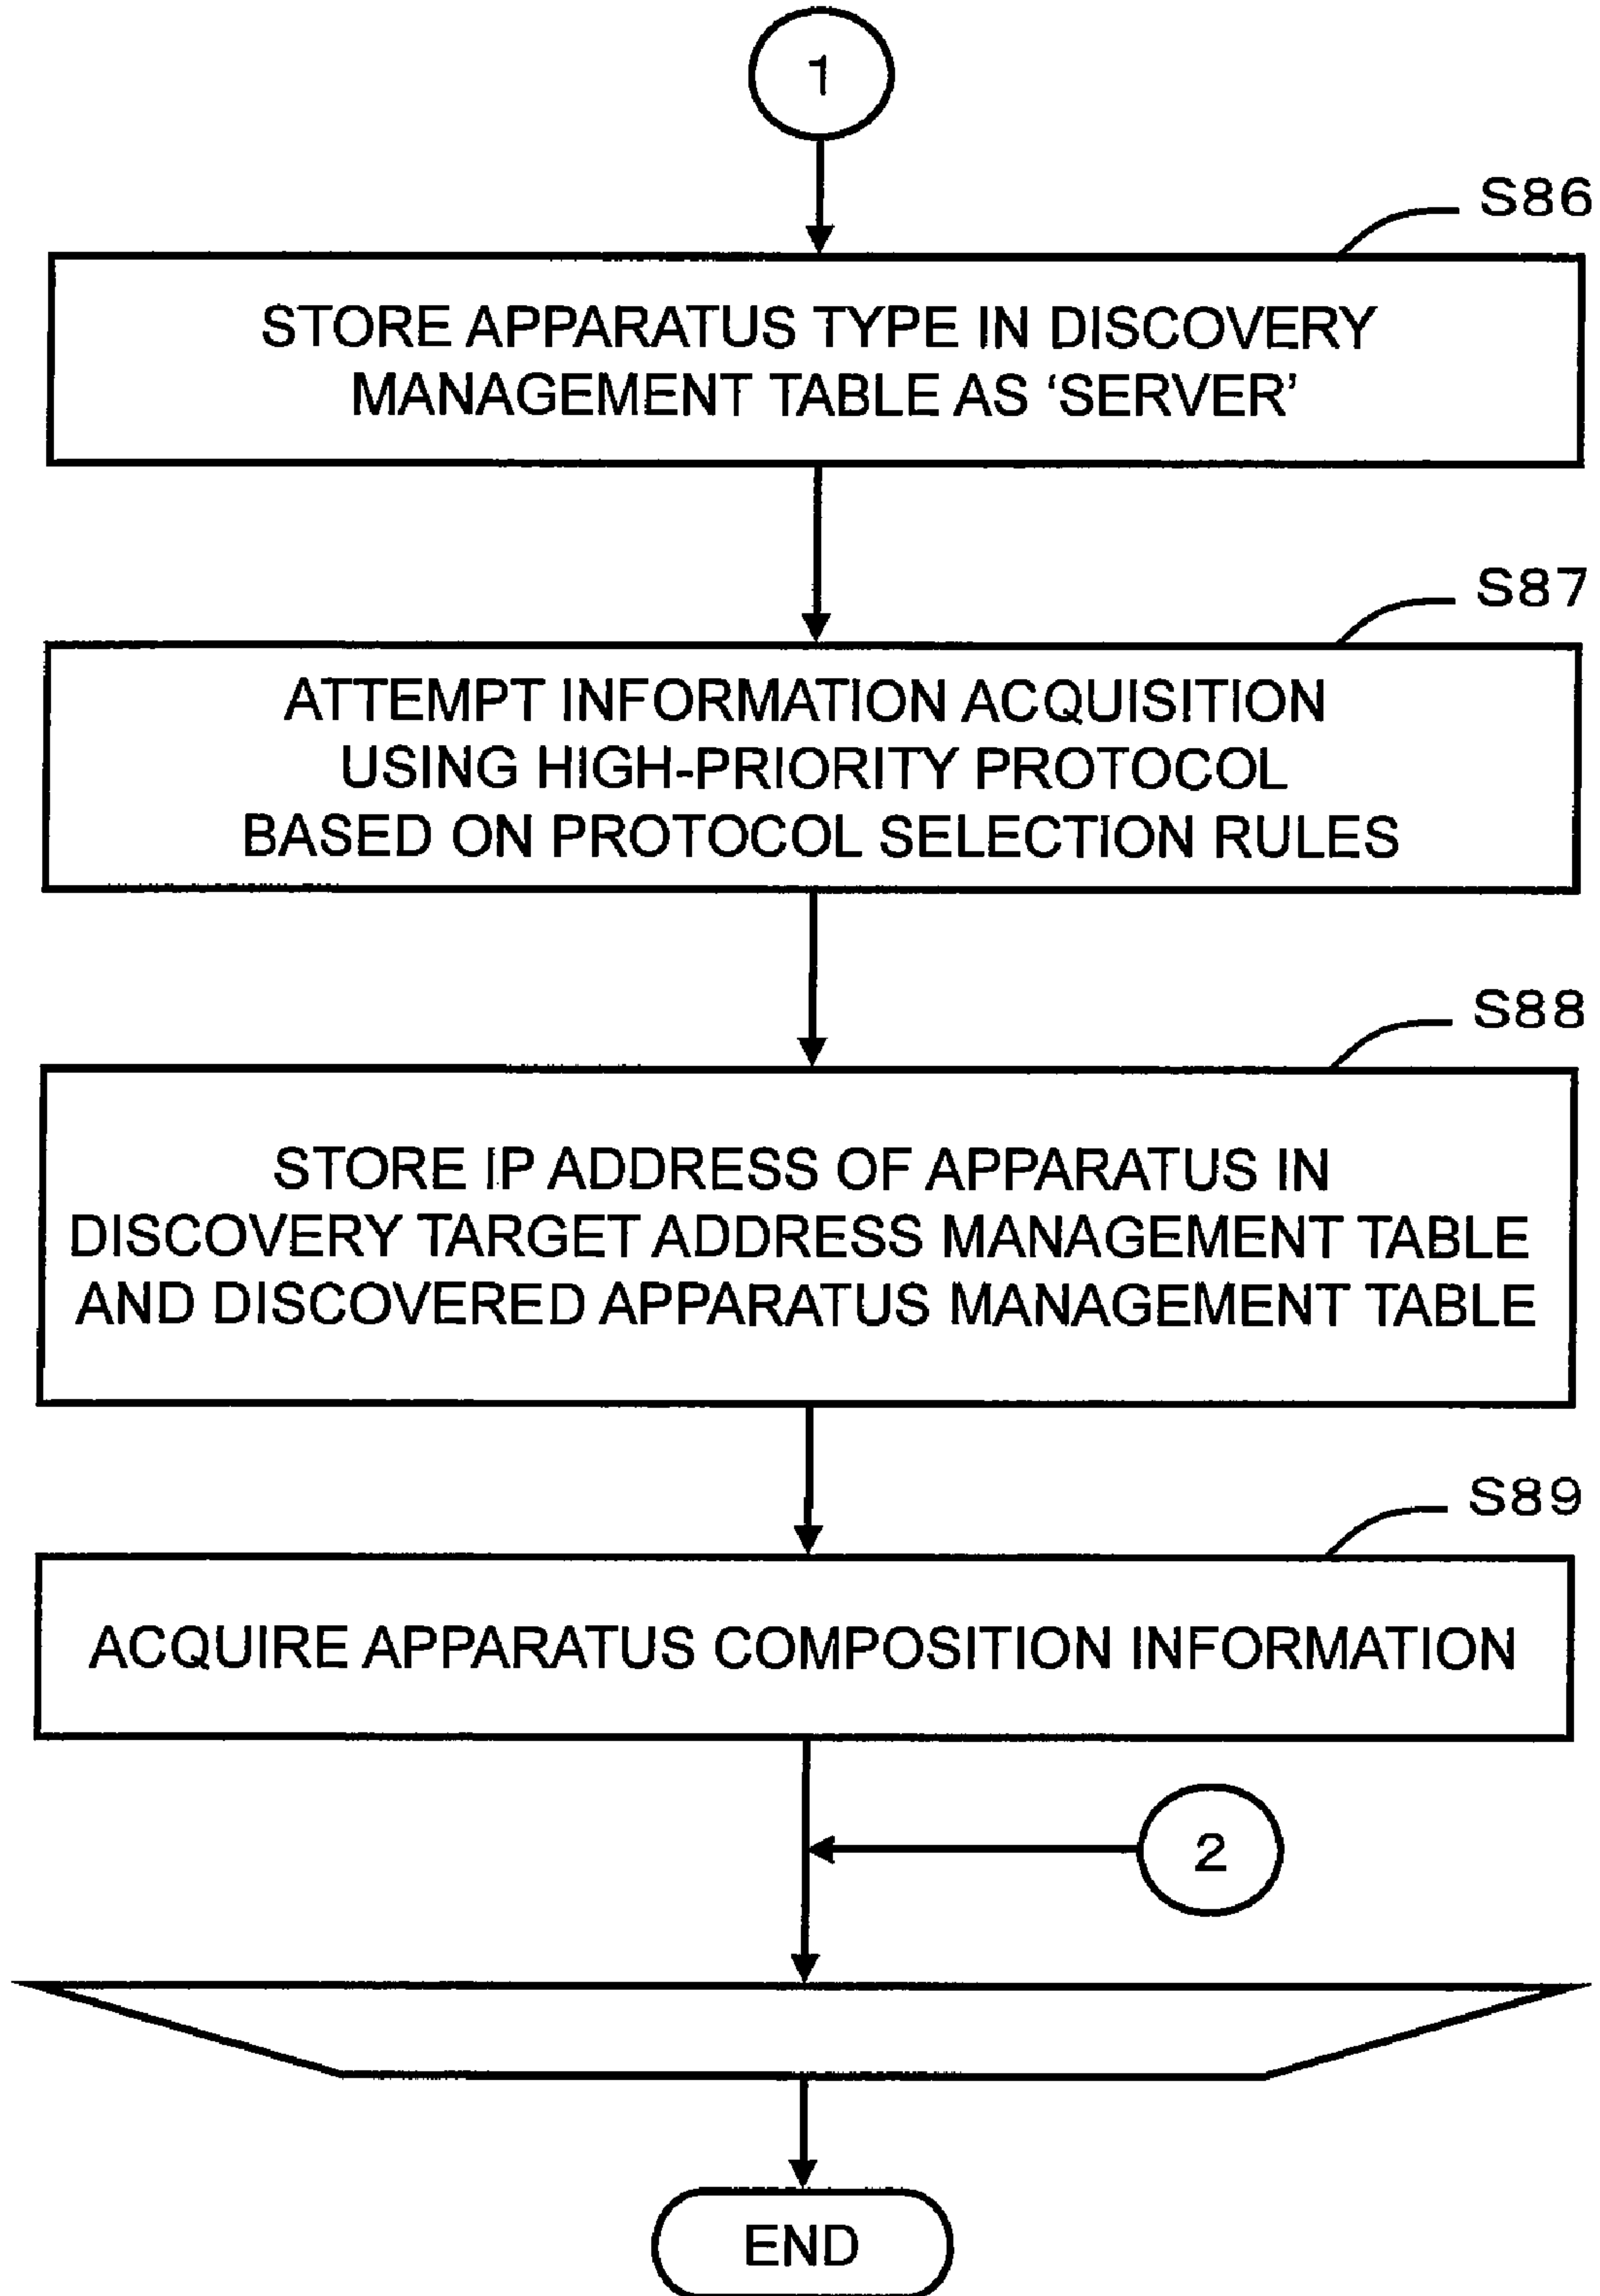 1
S86
STORE APPARATUS TYPE IN DISCOVERY
MANAGEMENT TABLE AS ‘SERVER’
S87
ATTEMPT INFORMATION ACQUISITION
USING HIGH-PRIORITY PROTOCOL
BASED ON PROTOCOL SELECTION RULES
S88
STORE IP ADDRESS OF APPARATUS IN
DISCOVERY TARGET ADDRESS MANAGEMENT TABLE
AND DISCOVERED APPARATUS MANAGEMENT TABLE
S89
ACQUIRE APPARATUS COMPOSITION INFORMATION
2
END